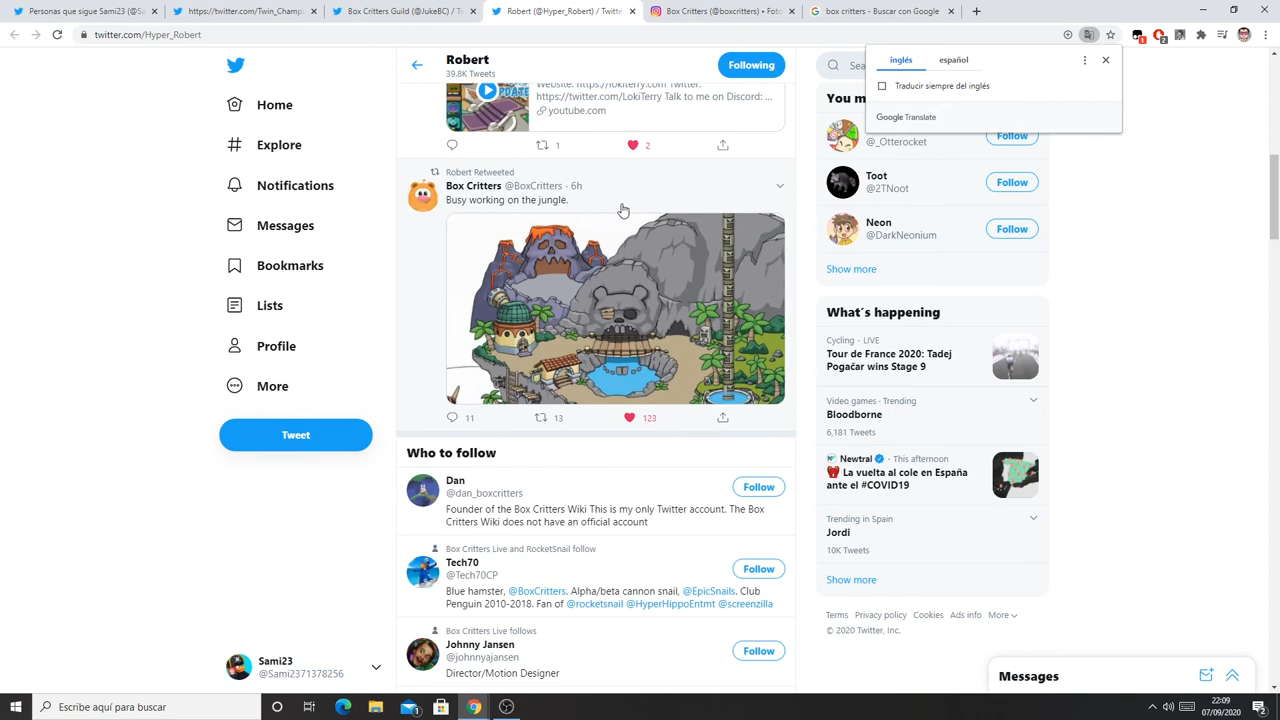 Personas que sigue Sami23 (@Sa
https://twitter.com/Twin_Champ
Box Critters Guild (@JukeBC) / T
Robert (@Hyper_Robert) / Twitte
Box Critters (@boxcritters) • Foto
box critters con - Buscar con Google
twitter.com/Hyper_Robert
1
2
inglés
español
Traducir siempre del inglés
Google Translate
Home
Explore
Notifications
Messages
Bookmarks
Lists
Profile
More
Tweet
Sami23
@Sami2371378256
Robert
39.8K Tweets
Following
https://twitter.com/LokiTerry Talk to me on Discord: ...
youtube.com
1
2
Robert Retweeted
Box Critters @BoxCritters · 6h
Busy working on the jungle.
11
13
123
Who to follow
Dan
@dan_boxcritters
Follow
Founder of the Box Critters Wiki This is my only Twitter account. The Box
Critters Wiki does not have an official account
Box Critters Live and RocketSnail follow
Tech70
@Tech70CP
Follow
Blue hamster, @BoxCritters. Alpha/beta cannon snail, @EpicSnails. Club
Penguin 2010-2018. Fan of @rocketsnail @HyperHippoEntmt @screenzilla
Box Critters Live follows
Johnny Jansen
@johnnyajansen
Follow
Director/Motion Designer
Sea
You m
@_Otterocket
Follow
Toot
@2TNoot
Follow
Neon
@DarkNeonium
Follow
Show more
What's happening
Cycling · LIVE
Tour de France 2020: Tadej
Pogačar wins Stage 9
Video games · Trending
Bloodborne
6,181 Tweets
Newtral · This afternoon
La vuelta al cole en España
ante el #COVID19
Trending in Spain
Jordi
10K Tweets
Show more
Terms Privacy policy Cookies Ads info More
© 2020 Twitter, Inc.
Messages
Escribe aquí para buscar
1
22:09
07/09/2020
2